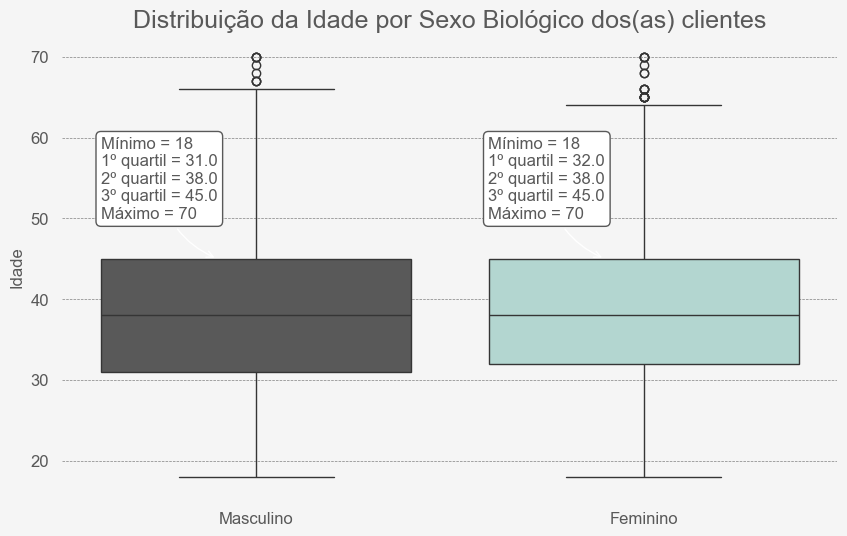 Distribuição da Idade por Sexo Biológico dos(as) clientes
Idade
70
60
50
40
30
20
Mínimo = 18
1º quartil = 31.0
2º quartil = 38.0
3º quartil = 45.0
Máximo = 70
Mínimo = 18
1º quartil = 32.0
2º quartil = 38.0
3º quartil = 45.0
Máximo = 70
Masculino
Feminino